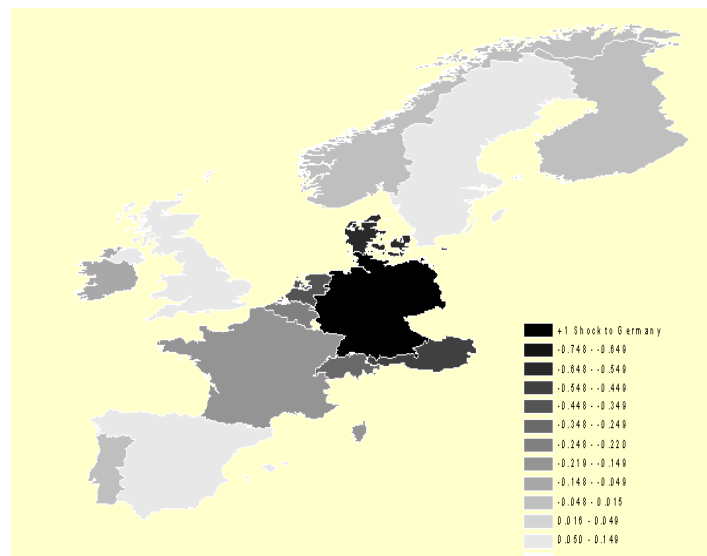 +1 Shock to Germany
-0.748 - -0.649
-0.648 - -0.549
-0.548 - -0.449
-0.448 - -0.349
-0.348 - -0.249
-0.248 - -0.220
-0.219 - -0.149
-0.148 - -0.049
-0.048 - 0.015
0.016 - 0.049
0.050 - 0.149